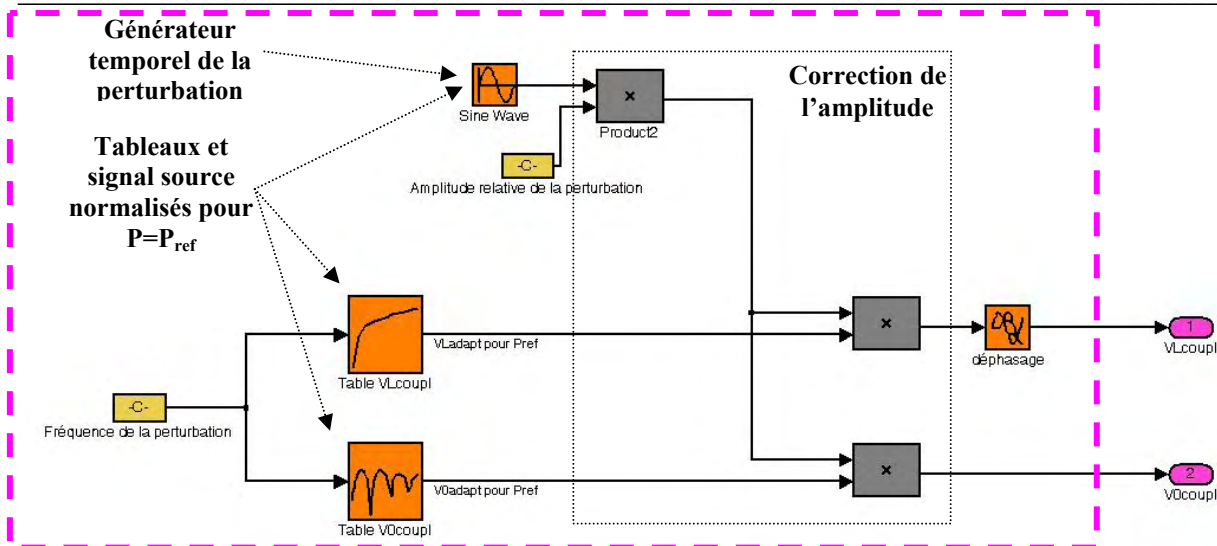 Générateur
temporel de la
perturbation
Sine Wave
×
Product2
Correction de
l'amplitude
-C-
Amplitude relative de la perturbation
Tableaux et
signal source
normalisés pour
P=Pref
VLadapt pour Pref
Table VLcoupl
×
déphasage
1
VLcoupl
-C-
Fréquence de la perturbation
V0adapt pour Pref
Table V0coupl
×
2
V0coupl